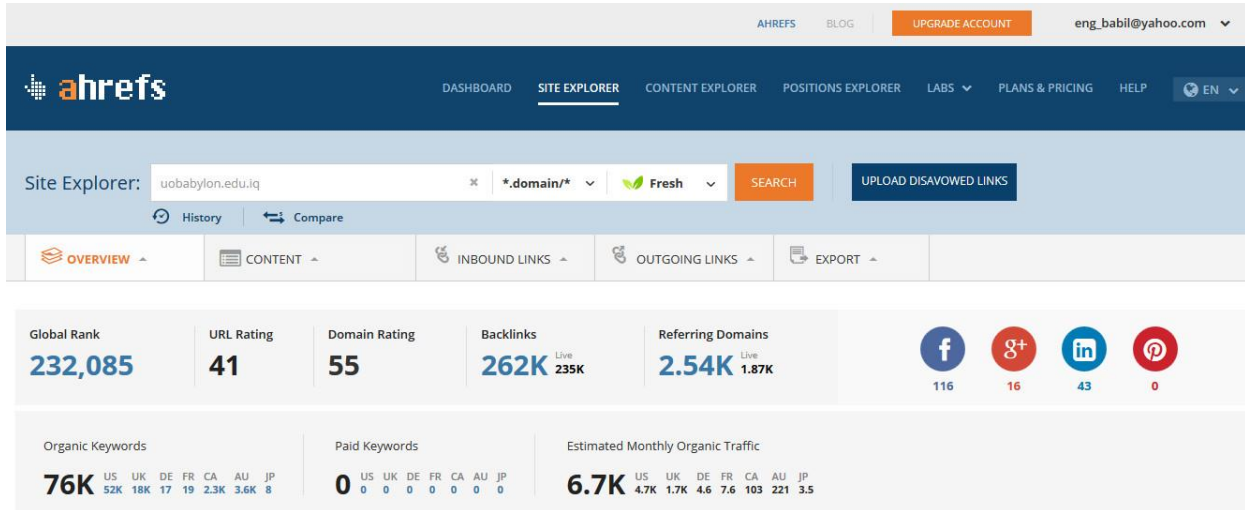 AHREFS BLOG UPGRADE ACCOUNT eng_babil@yahoo.com
ahrefs DASHBOARD SITE EXPLORER CONTENT EXPLORER POSITIONS EXPLORER LABS PLANS & PRICING HELP EN
Site Explorer: uobabylon.edu.iq *.domain/* Fresh SEARCH UPLOAD DISAVOWED LINKS
History Compare
OVERVIEW CONTENT INBOUND LINKS OUTGOING LINKS EXPORT
Global Rank URL Rating Domain Rating Backlinks Referring Domains
232,085 41 55 262K Live 235K 2.54K Live 1.87K
f g+ in
116 16 43 0
Organic Keywords Paid Keywords Estimated Monthly Organic Traffic
76K US UK DE FR CA AU JP 0 US UK DE FR CA AU JP 6.7K US UK DE FR CA AU JP
52K 18K 17 19 2.3K 3.6K 8 0 0 0 0 0 0 0 4.7K 1.7K 4.6 7.6 103 221 3.5